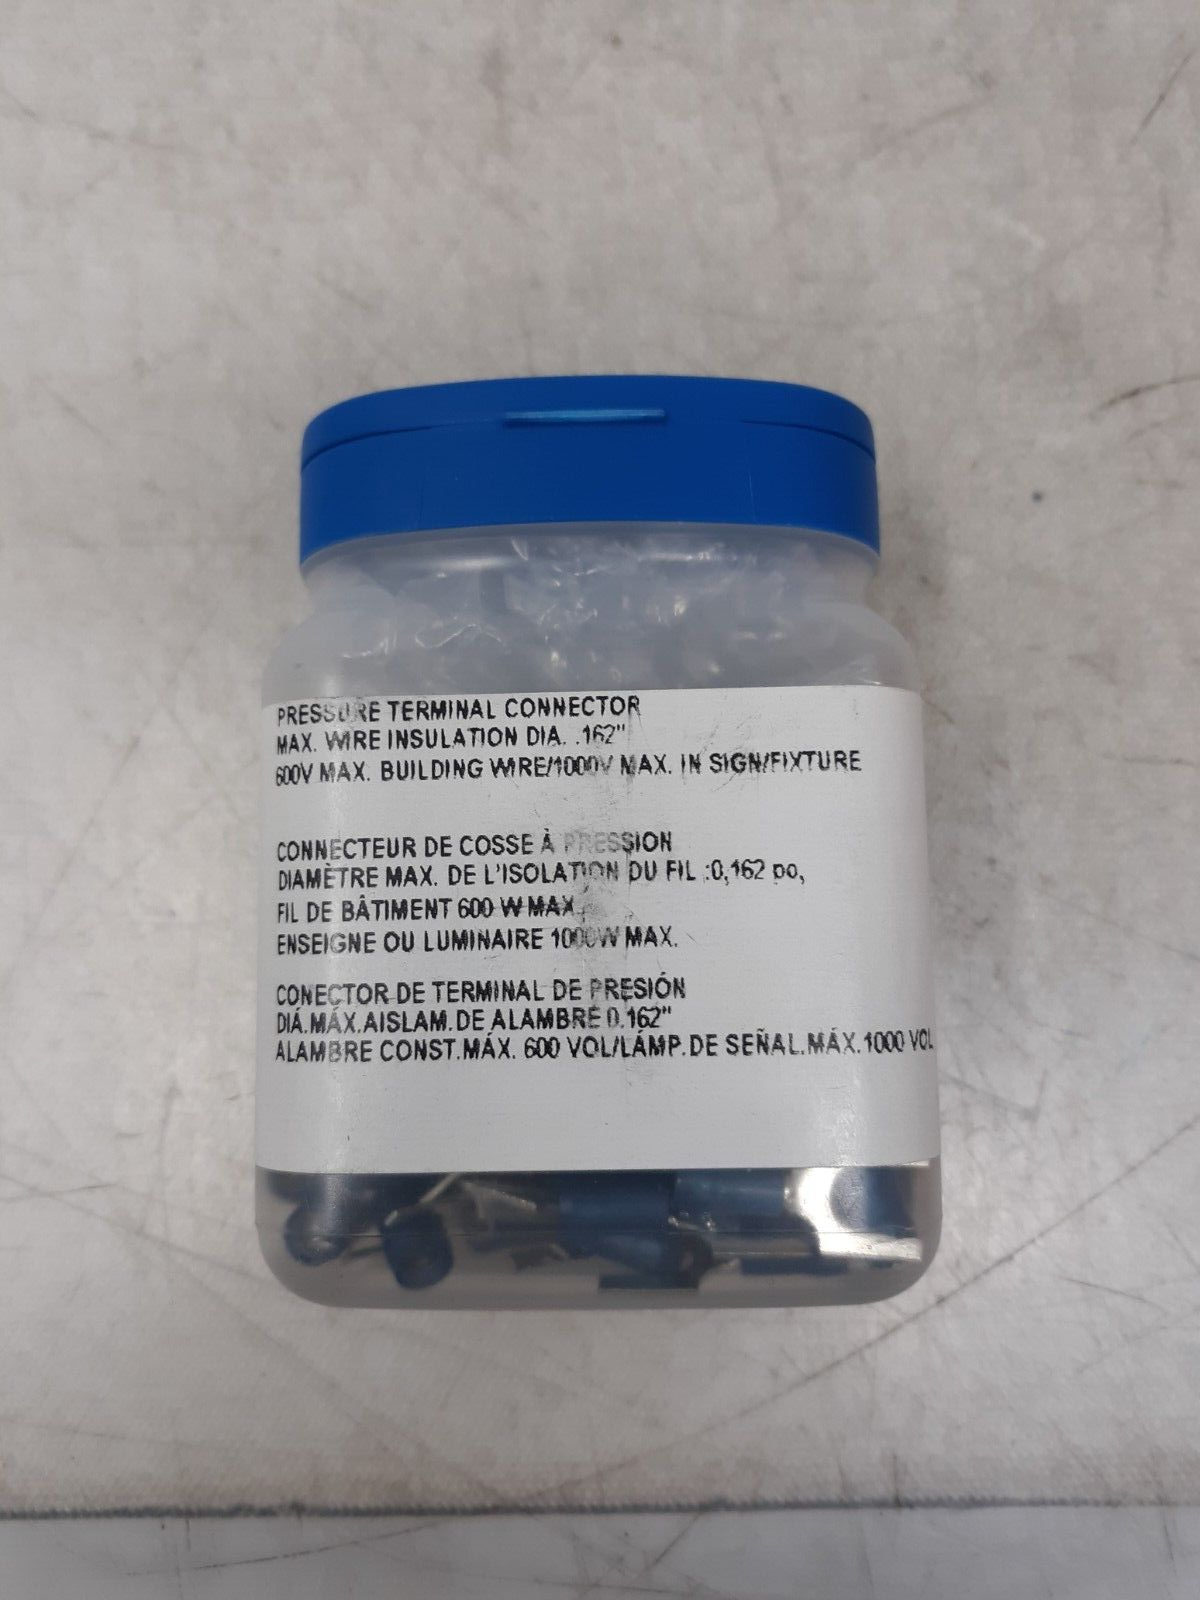 PRESSURE TERMINAL CONNECTOR
MAX. WIRE INSULATION DIA. .162"
600V MAX. BUILDING WIRE/1000V MAX. IN SIGN/FIXTURE
CONNECTEUR DE COSSE À PRESSION
DIAMÈTRE MAX. DE L'ISOLATION DU FIL :0,162 po,
FIL DE BÂTIMENT 600 W MAX.
ENSEIGNE OU LUMINAIRE 1000W MAX.
CONECTOR DE TERMINAL DE PRESIÓN
DIÁ.MÁX.AISLAM.DE ALAMBRE 0.162"
ALAMBRE CONST.MÁX. 600 VOL/LÁMP.DE SEÑAL.MÁX.1000 VOL